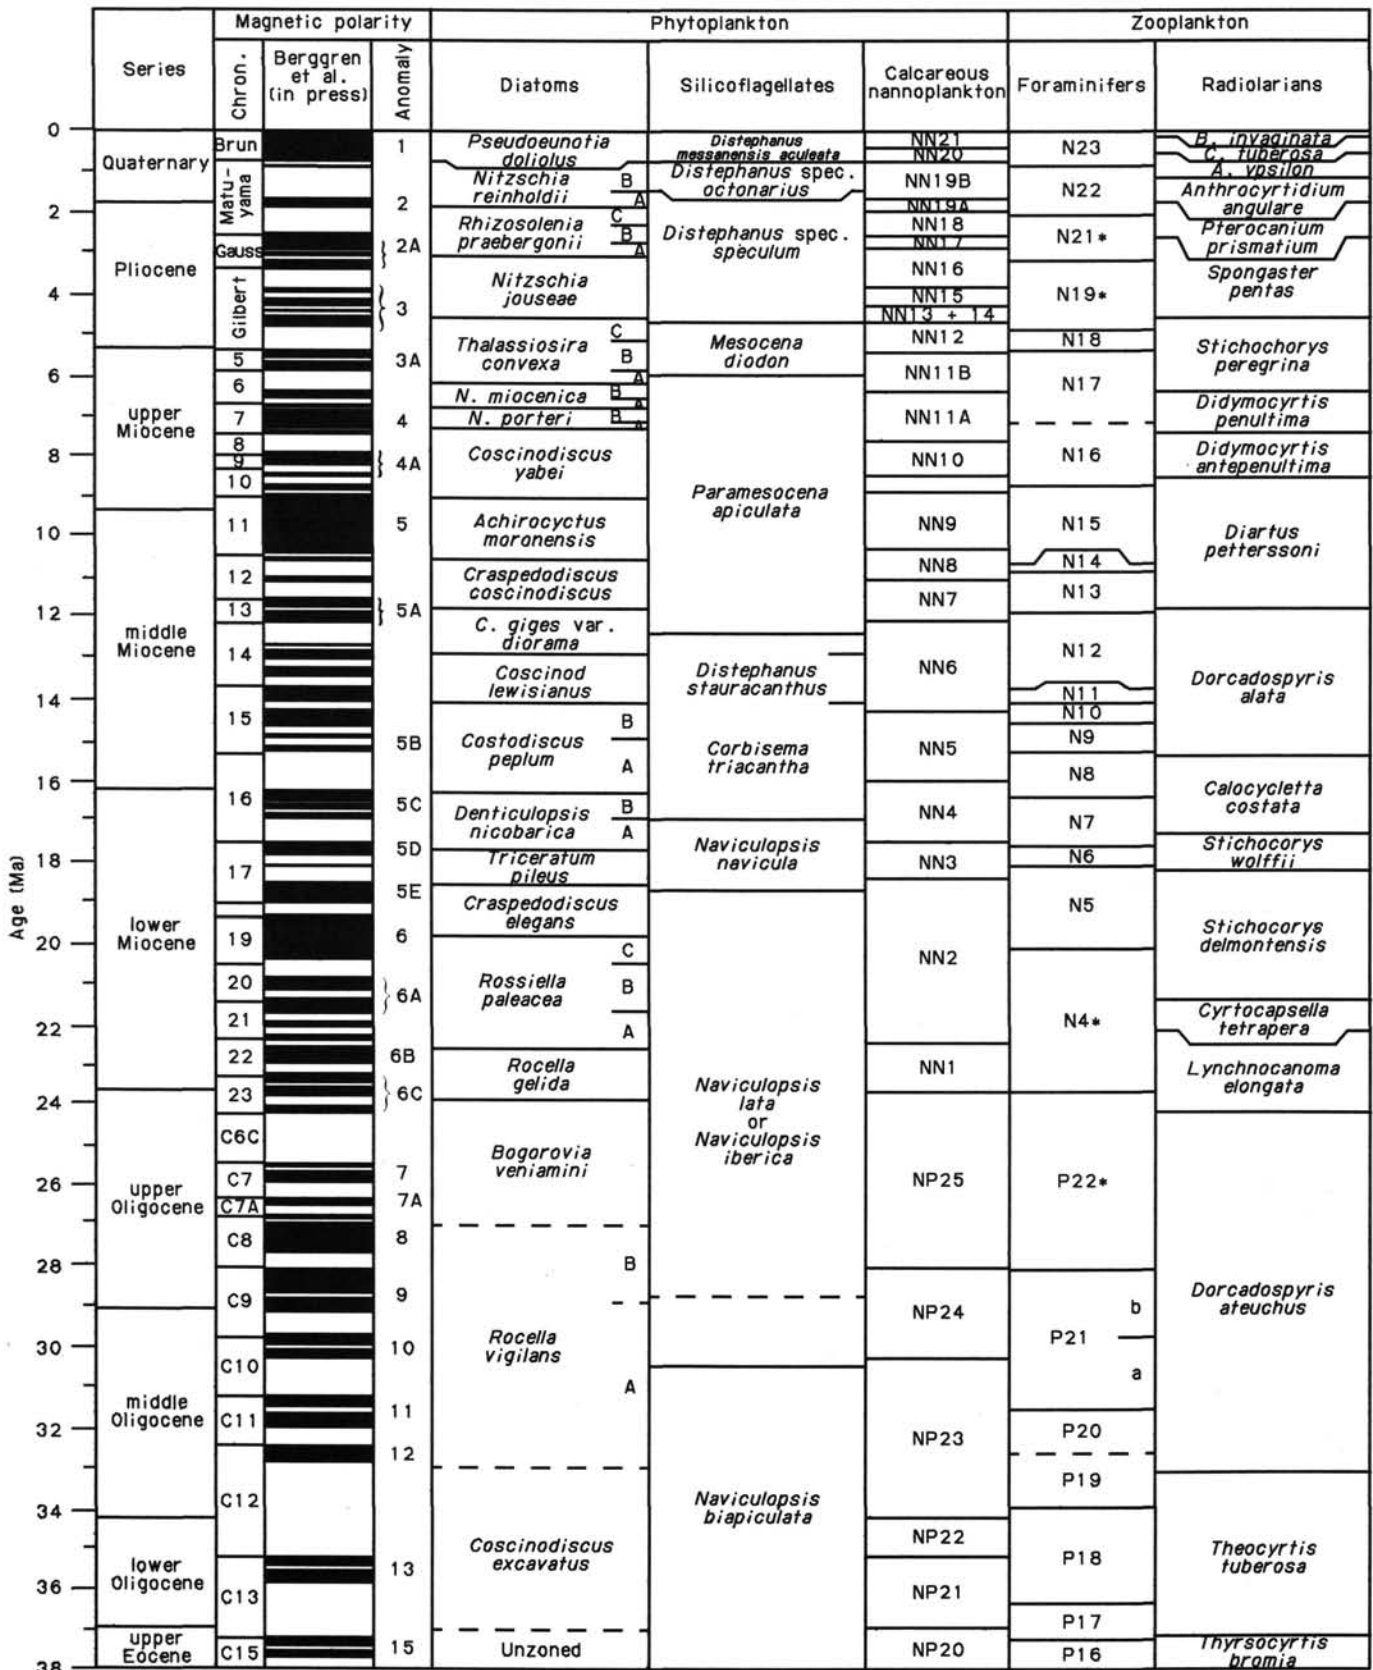 Magnetic polarity
Phytoplankton
Zooplankton
Series
Chron.
Berggren
et al.
(in press)
Anomaly
Diatoms
Silicoflagellates
Calcareous
nannoplankton
Foraminifers
Radiolarians
Age (Ma)
0
2
4
6
8
10
12
14
16
18
20
22
24
26
28
30
32
34
36
38
Quaternary
Pliocene
upper
Miocene
middle
Miocene
lower
Miocene
upper
Oligocene
middle
Oligocene
lower
Oligocene
upper
Eocene
Brun
Matu-
yama
Gauss
Gilbert
5
6
7
8
9
10
11
12
13
14
15
16
17
19
20
21
22
23
C6C
C7
C7A
C8
C9
C10
C11
C12
C13
C15
1
2
2A
3
3A
4
4A
5
5A
5B
5C
5D
5E
6
6A
6B
6C
7
7A
8
9
10
11
12
13
15
Pseudoeunotia
doliolus
Nitzschia
reinholdii
B
A
Rhizosolenia
praebergonii
C
B
A
Nitzschia
jouseae
Thalassiosira
convexa
C
B
A
N. miocenica
B
A
N. porteri
B
A
Coscinodiscus
yabei
Achirocyctus
moronensis
Craspedodiscus
coscinodiscus
C. giges var.
diorama
Coscinod
lewisianus
Costodiscus
peplum
B
A
Denticulopsis
nicobarica
B
A
Triceratum
pileus
Craspedodiscus
elegans
Rossiella
paleacea
C
B
A
Rocella
gelida
Bogorovia
veniamini
Rocella
vigilans
B
A
Coscinodiscus
excavatus
Unzoned
Distephanus
messanensis aculeata
Distephanus spec.
octonarius
Distephanus spec.
speculum
Mesocena
diodon
Paramesocena
apiculata
Distephanus
stauracanthus
Corbisema
triacantha
Naviculopsis
navicula
Naviculopsis
lata
or
Naviculopsis
iberica
Naviculopsis
biapiculata
NN21
NN20
NN19B
NN19A
NN18
NN17
NN16
NN15
NN13 + 14
NN12
NN11B
NN11A
NN10
NN9
NN8
NN7
NN6
NN5
NN4
NN3
NN2
NN1
NP25
NP24
NP23
NP22
NP21
NP20
N23
N22
N21*
N19*
N18
N17
N16
N15
N14
N13
N12
N11
N10
N9
N8
N7
N6
N5
N4*
P22*
P21
b
a
P20
P19
P18
P17
P16
B. invaginata
C. tuberosa
A. ypsilon
Anthrocyrtidium
angulare
Pterocanium
prismatium
Spongaster
pentas
Stichochorys
peregrina
Didymocyrtis
penultima
Didymocyrtis
antepenultima
Diartus
petterssoni
Dorcadospyris
alata
Calocycletta
costata
Stichocorys
wolffii
Stichocorys
delmontensis
Cyrtocapsella
tetrapera
Lynchnocanoma
elongata
Dorcadospyris
ateuchus
Theocyrtis
tuberosa
Thyrsocyrtis
bromia